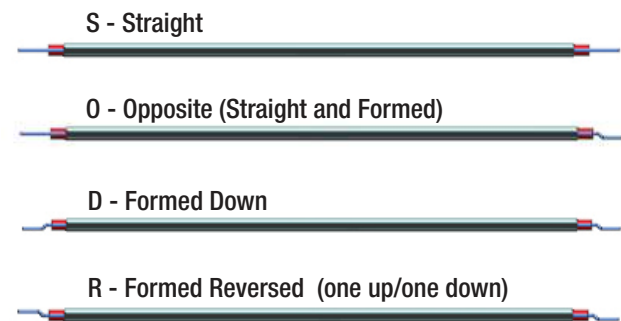 S - Straight
O - Opposite (Straight and Formed)
D - Formed Down
R - Formed Reversed (one up/one down)